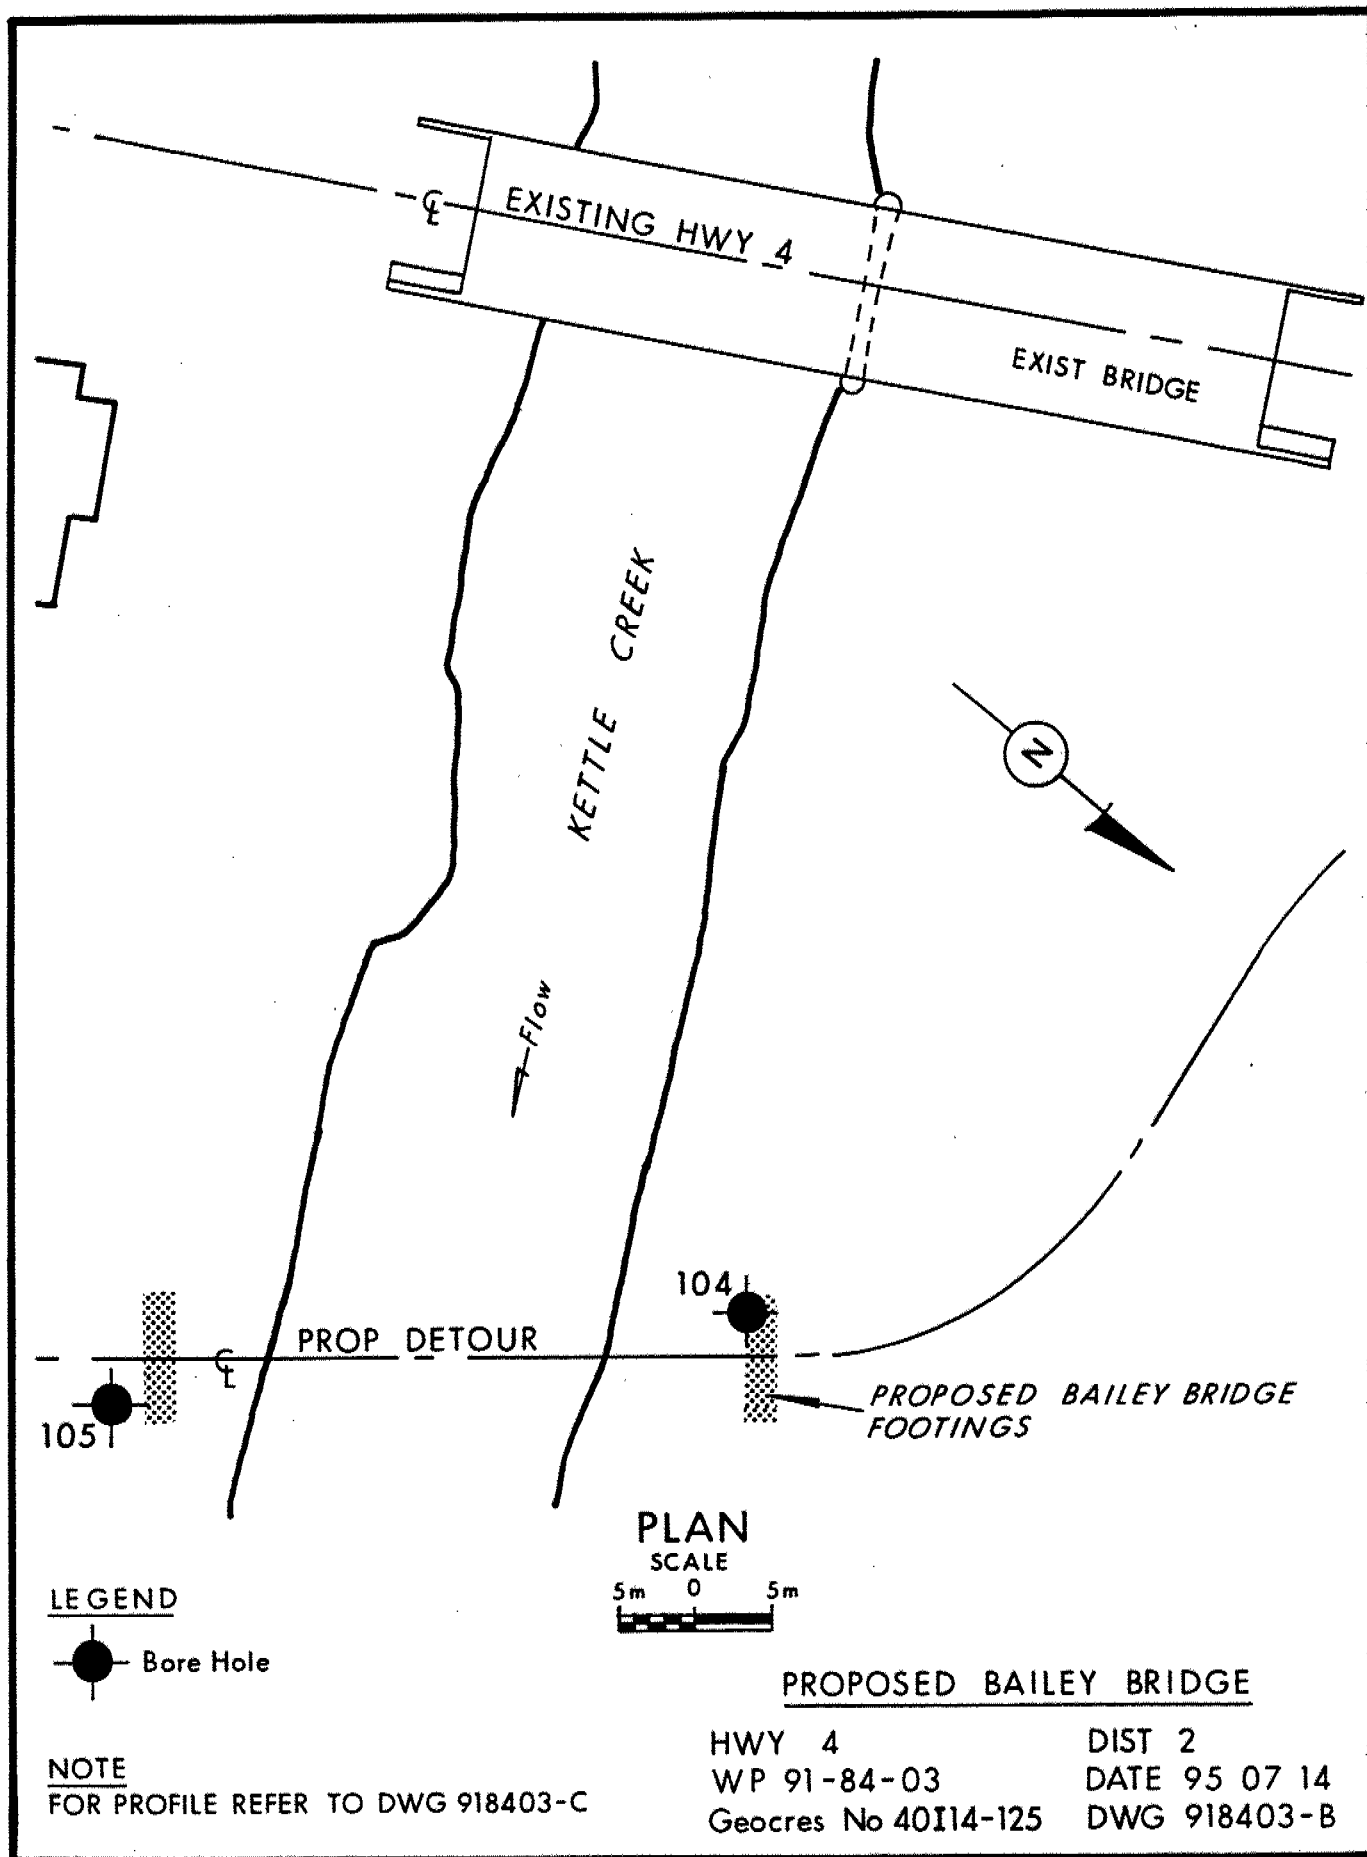 ℄
EXISTING HWY 4
EXIST BRIDGE
KETTLE CREEK
N
Flow
104
PROP DETOUR
℄
105
PROPOSED BAILEY BRIDGE
FOOTINGS
PLAN
SCALE
5m 0 5m
LEGEND
Bore Hole
NOTE
FOR PROFILE REFER TO DWG 918403-C
PROPOSED BAILEY BRIDGE
HWY 4 DIST 2
WP 91-84-03 DATE 95 07 14
Geocres No 40I14-125 DWG 918403-B